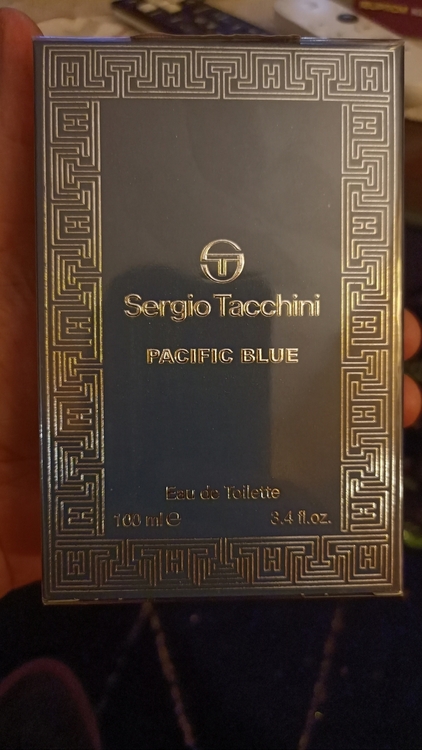 Sergio Tacchini
PACIFIC BLUE
Eau de Toilette
100 ml e 3.4 fl.oz.